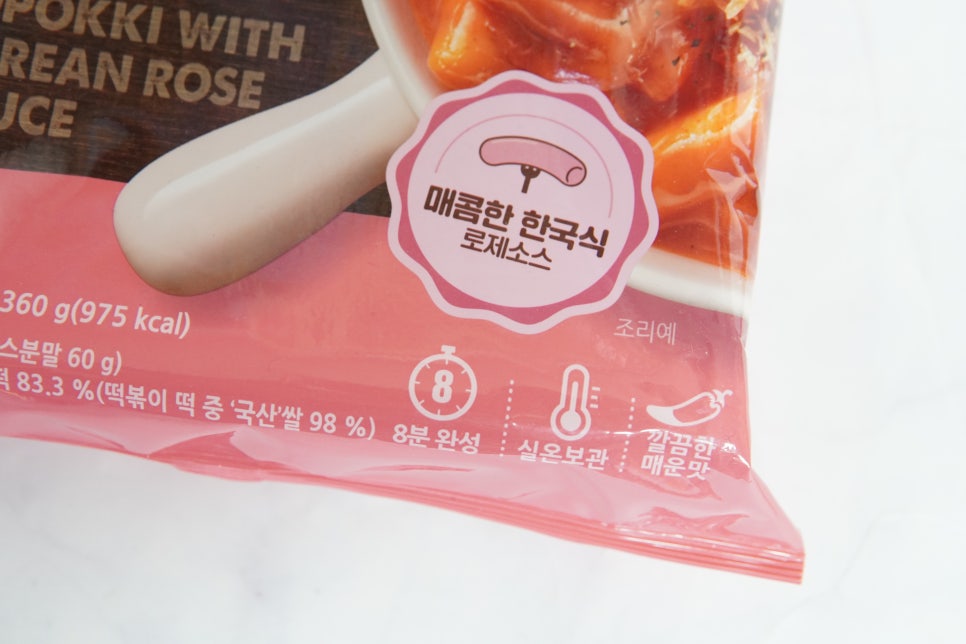 POKKI WITH
REAN ROSE
UCE
매콤한 한국식
로제소스
조리예
360 g(975 kcal)
스분말 60 g)
떡 83.3 %(떡볶이 떡 중 '국산'쌀 98 %)
8
8분 완성
실온보관
깔끔한
매운맛